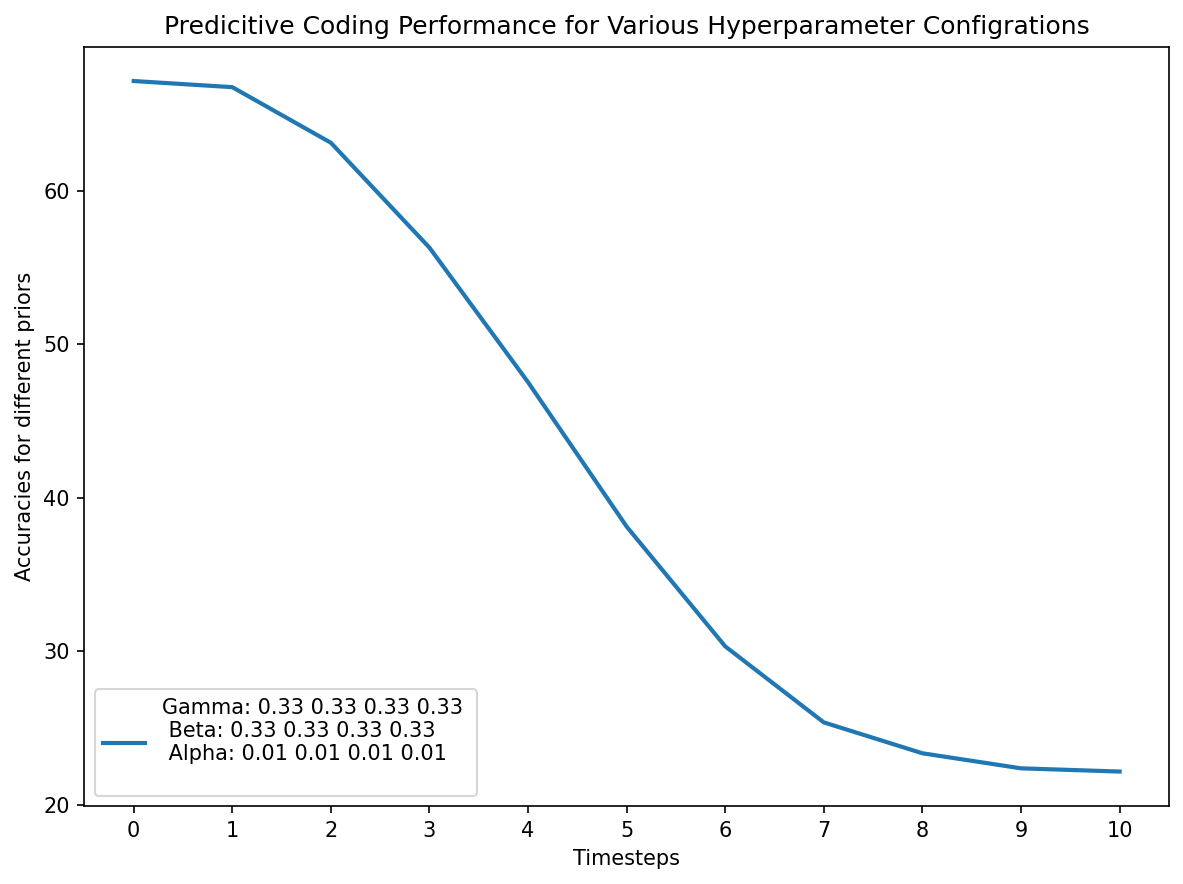 Predicitive Coding Performance for Various Hyperparameter Configrations
Accuracies for different priors
60
50
40
30
20
Gamma: 0.33 0.33 0.33 0.33
Beta: 0.33 0.33 0.33 0.33
Alpha: 0.01 0.01 0.01 0.01
0 1 2 3 4 5 6 7 8 9 10
Timesteps